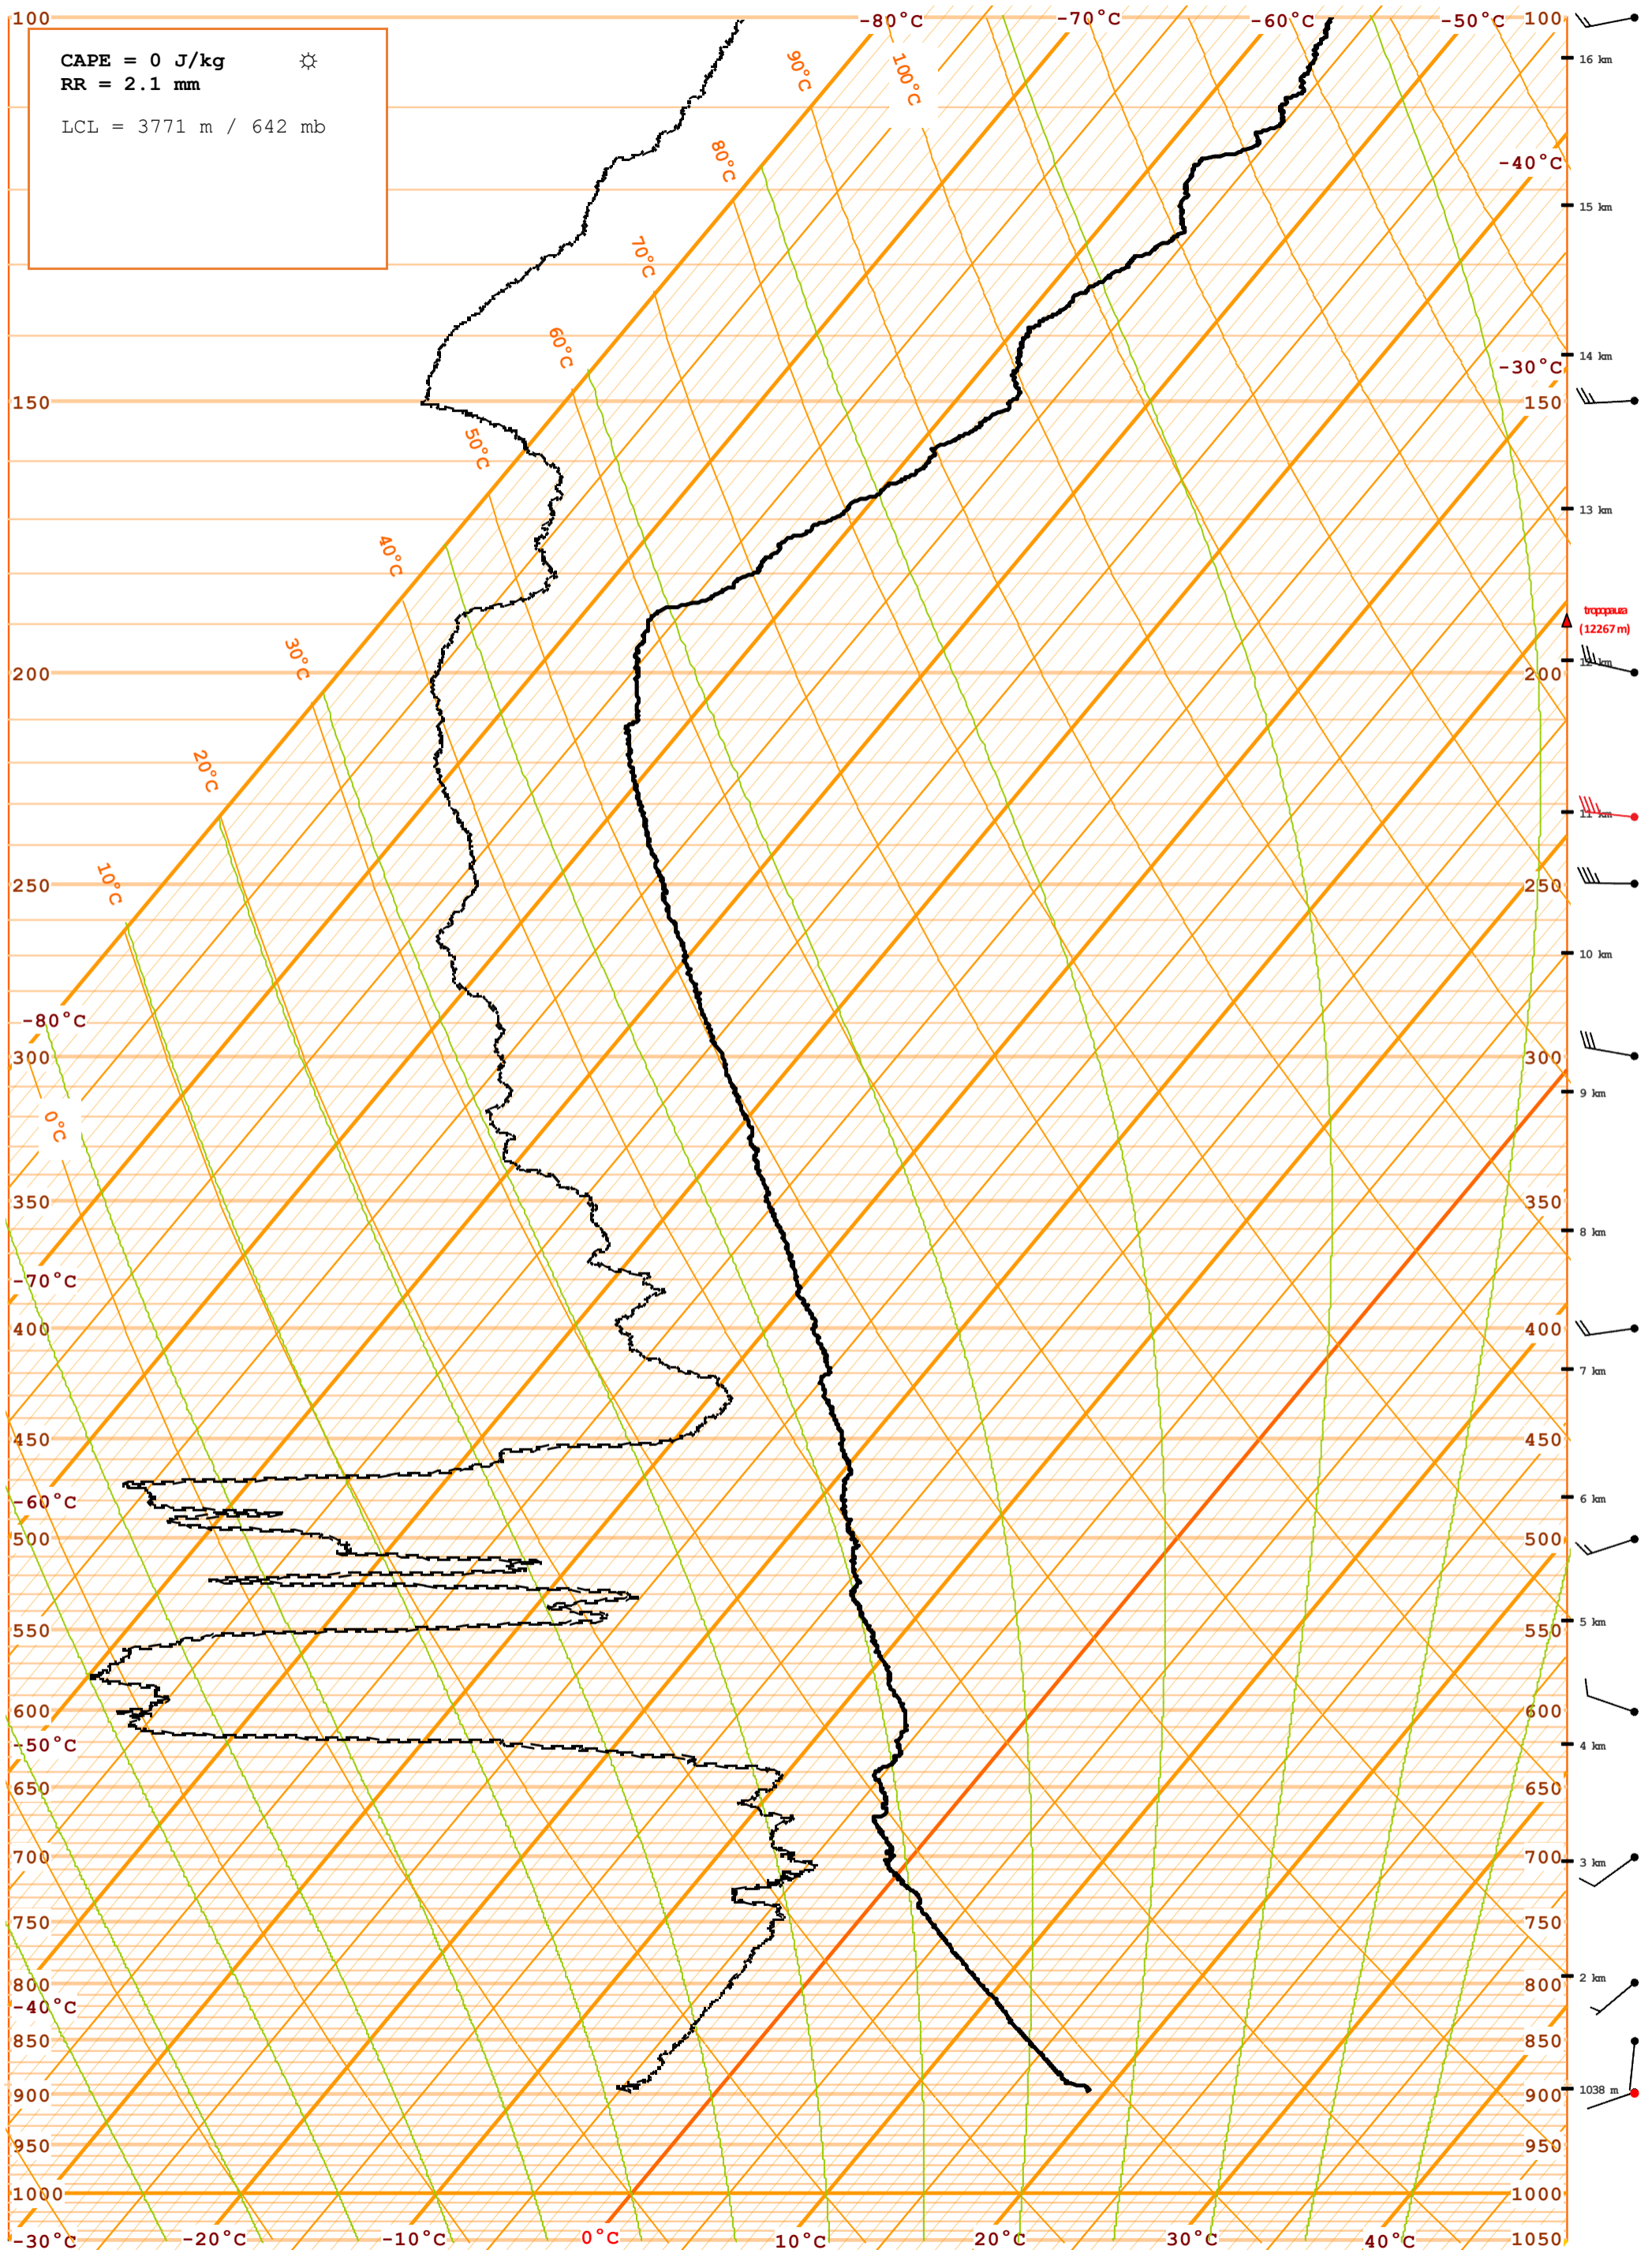 100 -80°C -70°C -60°C -50°C 100
CAPE = 0 J/kg ☼
RR = 2.1 mm
LCL = 3771 m / 642 mb
16 km
90°C 100°C
80°C -40°C
15 km
70°C
60°C 14 km
-30°C
150 150
50°C
13 km
40°C
tropopauza
(12267 m)
30°C
12 km
200 200
20°C
11 km
250 250
10°C
10 km
-80°C
300 300
9 km
0°C
350 350
8 km
-70°C
400 400
7 km
450 450
-60°C 6 km
500 500
5 km
550 550
600 600
-50°C 4 km
650 650
700 700
3 km
750 750
2 km
800 800
-40°C
850 850
1038 m
900 900
950 950
1000 1000
-30°C -20°C -10°C 0°C 10°C 20°C 30°C 40°C 1050